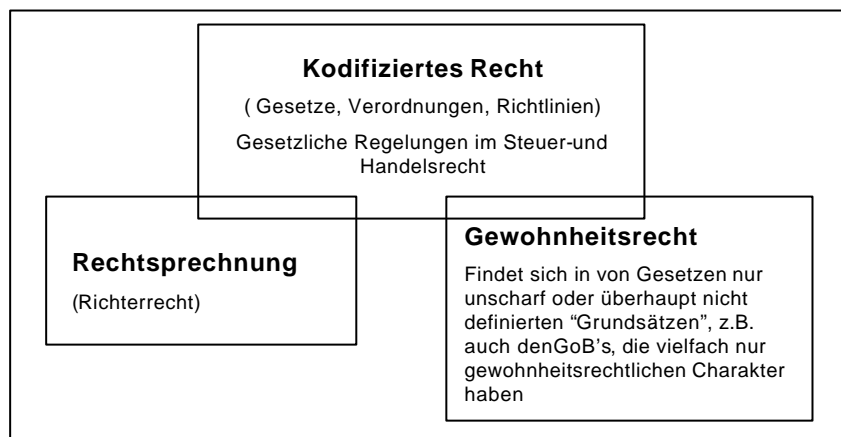 Kodifiziertes Recht
( Gesetze, Verordnungen, Richtlinien)
Gesetzliche Regelungen im Steuer-und
Handelsrecht
Rechtsprechnung
(Richterrecht)
Gewohnheitsrecht
Findet sich in von Gesetzen nur
unscharf oder überhaupt nicht
definierten “Grundsätzen”, z.B.
auch denGoB’s, die vielfach nur
gewohnheitsrechtlichen Charakter
haben